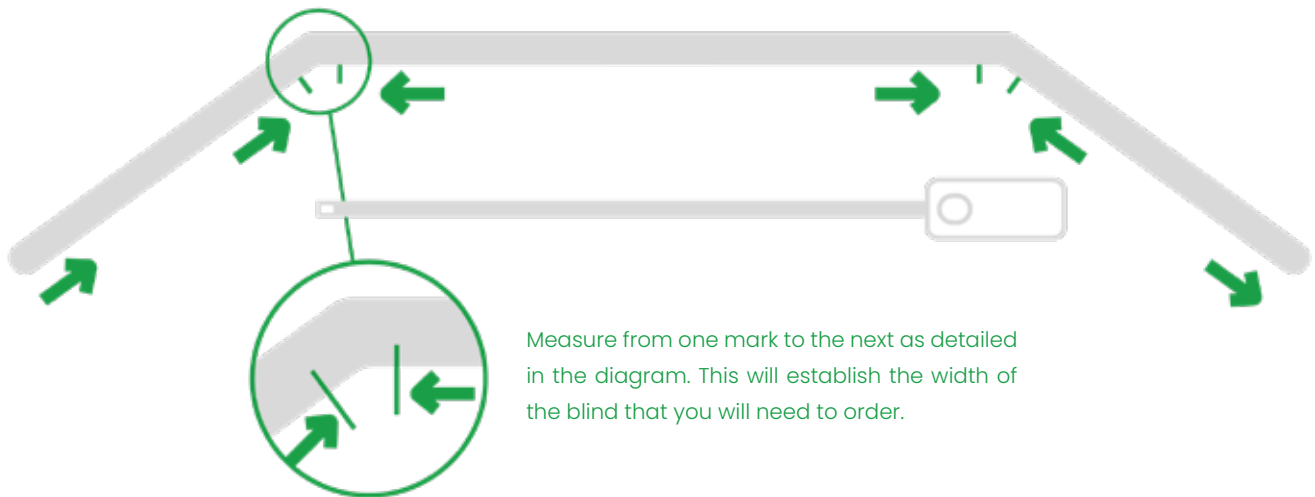 Measure from one mark to the next as detailed
in the diagram. This will establish the width of
the blind that you will need to order.